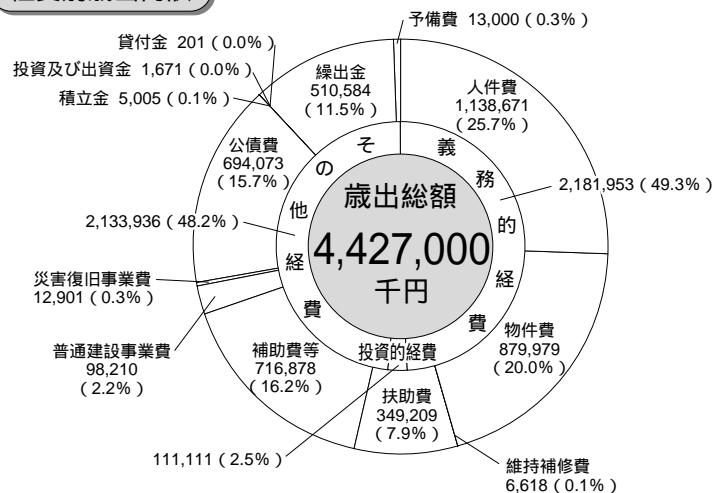 予備費 13,000（0.3%）
貸付金 201（0.0%）
投資及び出資金 1,671（0.0%）
積立金 5,005（0.1%）
繰出金
510,584
（11.5%）
人件費
1,138,671
（25.7%）
公債費
694,073
（15.7%）
その他経費
義務的経費
2,181,953（49.3%）
2,133,936（48.2%）
歳出総額
4,427,000
千円
災害復旧事業費
12,901（0.3%）
普通建設事業費
98,210
（2.2%）
補助費等
716,878
（16.2%）
投資的経費
物件費
879,979
（20.0%）
扶助費
349,209
（7.9%）
111,111（2.5%）
維持補修費
6,618（0.1%）